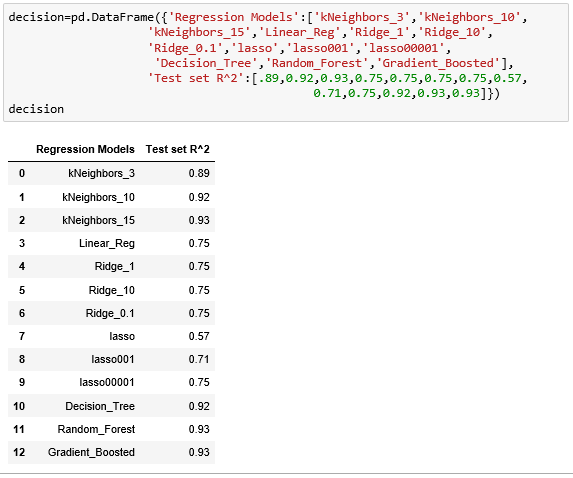 decision=pd.DataFrame({'Regression Models':['kNeighbors_3','kNeighbors_10',
'kNeighbors_15','Linear_Reg','Ridge_1','Ridge_10',
'Ridge_0.1','lasso','lasso001','lasso00001',
'Decision_Tree','Random_Forest','Gradient_Boosted'],
'Test set R^2':[.89,0.92,0.93,0.75,0.75,0.75,0.75,0.57,
0.71,0.75,0.92,0.93,0.93]})
decision
Regression Models Test set R^2
0 kNeighbors_3 0.89
1 kNeighbors_10 0.92
2 kNeighbors_15 0.93
3 Linear_Reg 0.75
4 Ridge_1 0.75
5 Ridge_10 0.75
6 Ridge_0.1 0.75
7 lasso 0.57
8 lasso001 0.71
9 lasso00001 0.75
10 Decision_Tree 0.92
11 Random_Forest 0.93
12 Gradient_Boosted 0.93